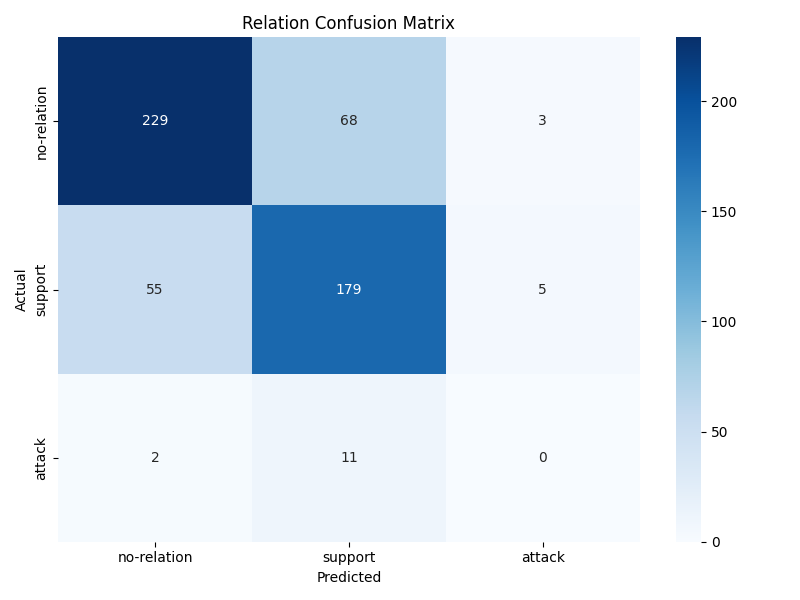 Relation Confusion Matrix
no-relation
229
68
3
200
150
Actual
support
55
179
5
100
50
attack
2
11
0
0
no-relation
support
attack
Predicted